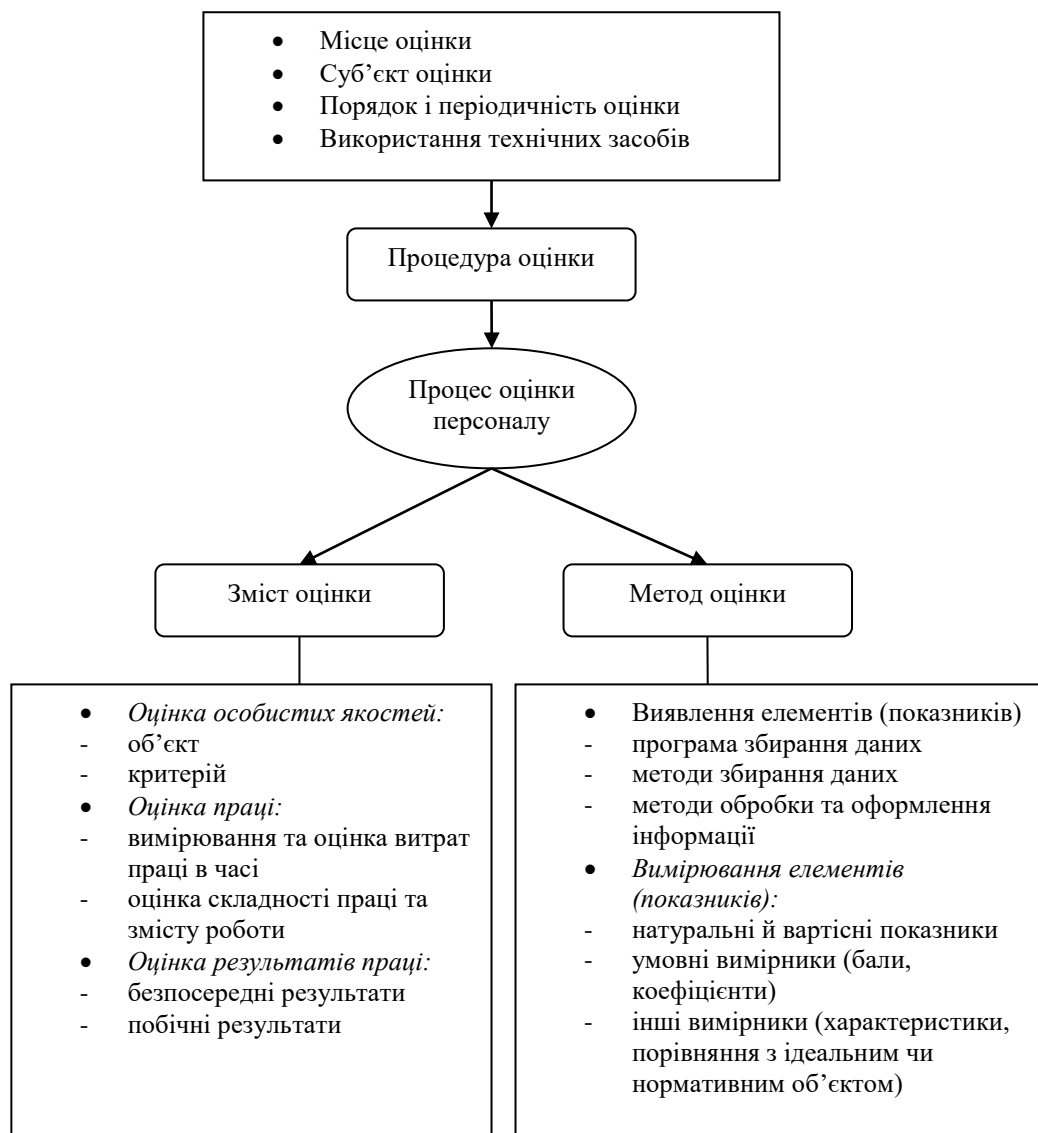 • Місце оцінки
• Суб’єкт оцінки
• Порядок і періодичність оцінки
• Використання технічних засобів
Процедура оцінки
Процес оцінки
персоналу
Зміст оцінки
Метод оцінки
• Оцінка особистих якостей:
- об’єкт
- критерій
• Оцінка праці:
- вимірювання та оцінка витрат
праці в часі
- оцінка складності праці та
змісту роботи
• Оцінка результатів праці:
- безпосередні результати
- побічні результати
• Виявлення елементів (показників)
- програма збирання даних
- методи збирання даних
- методи обробки та оформлення
інформації
• Вимірювання елементів
(показників):
- натуральні й вартісні показники
- умовні вимірники (бали,
коефіцієнти)
- інші вимірники (характеристики,
порівняння з ідеальним чи
нормативним об’єктом)